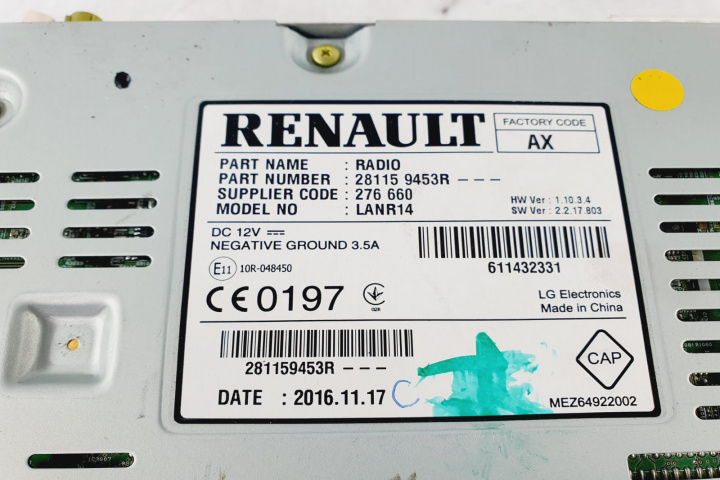 RENAULT
FACTORY CODE
AX
PART NAME : RADIO
PART NUMBER : 28115 9453R - - -
SUPPLIER CODE : 276 660
MODEL NO : LANR14
HW Ver : 1.10.3.4
SW Ver : 2.2.17.803
DC 12V
NEGATIVE GROUND 3.5A
E11 10R-048450
611432331
CE0197
028
LG Electronics
Made in China
281159453R - - -
CAP
DATE : 2016.11.17 C
MEZ64922002